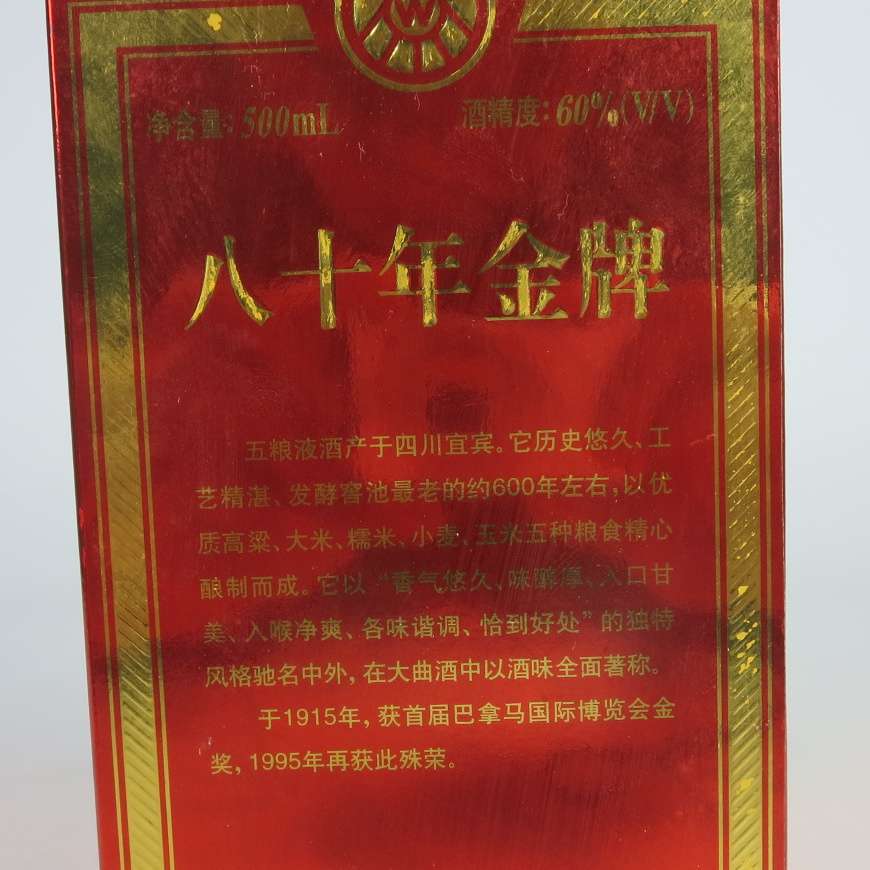 W
净含量: 500mL 酒精度: 60%(V/V)
八十年金牌
五粮液酒产于四川宜宾。它历史悠久、工
艺精湛、发酵窖池最老的约600年左右,以优
质高粱、大米、糯米、小麦、玉米五种粮食精心
酿制而成。它以“香气悠久、味醇厚、入口甘
美、入喉净爽、各味谐调、恰到好处”的独特
风格驰名中外,在大曲酒中以酒味全面著称。
于1915年,获首届巴拿马国际博览会金
奖,1995年再获此殊荣。